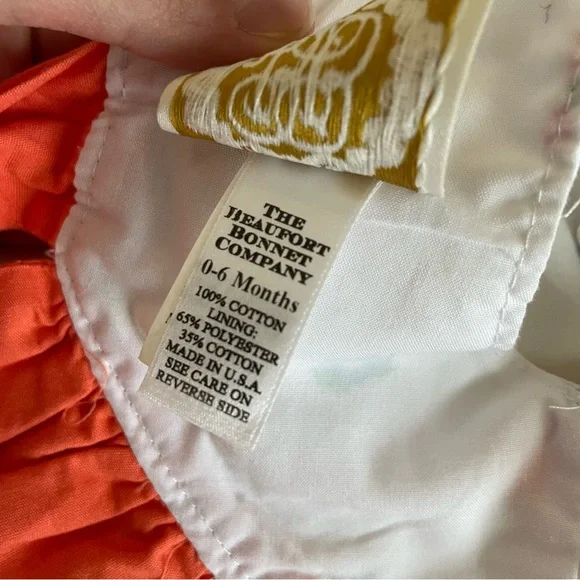 THE
BEAUFORT
BONNET
COMPANY
0-6 Months
100% COTTON
LINING:
65% POLYESTER
35% COTTON
MADE IN U.S.A.
SEE CARE ON
REVERSE SIDE